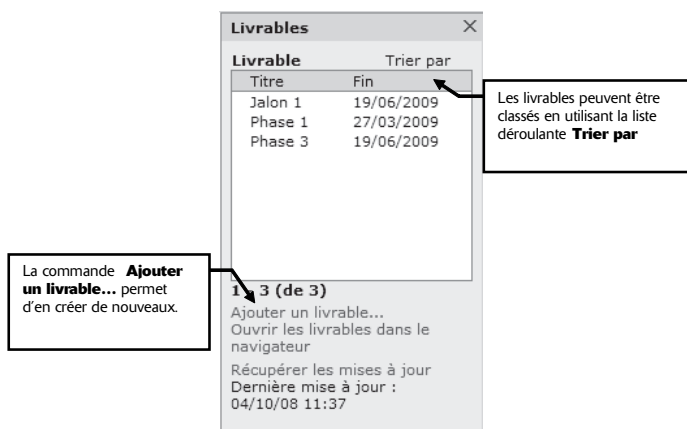 Livrables
Livrable Trier par
Titre Fin
Jalon 1 19/06/2009
Phase 1 27/03/2009
Phase 3 19/06/2009
Les livrables peuvent être
classés en utilisant la liste
déroulante Trier par
La commande Ajouter
un livrable... permet
d'en créer de nouveaux.
1 - 3 (de 3)
Ajouter un livrable...
Ouvrir les livrables dans le
navigateur
Récupérer les mises à jour
Dernière mise à jour :
04/10/08 11:37